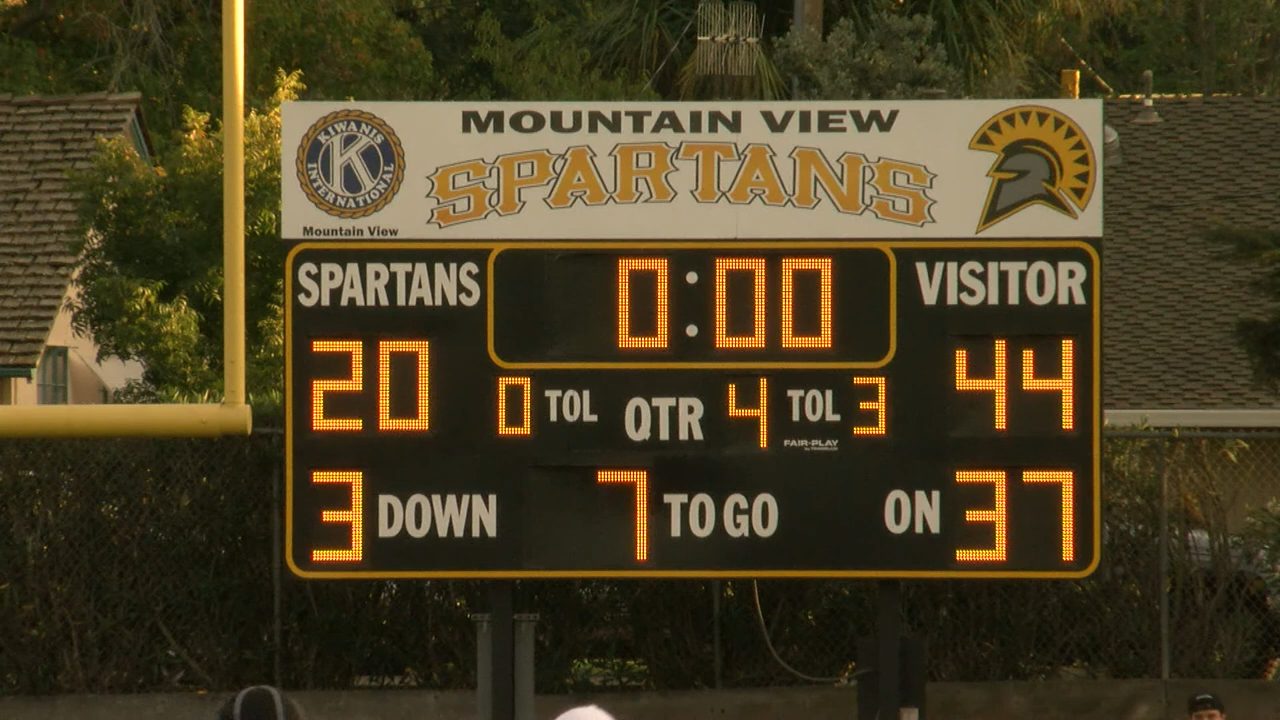 MOUNTAIN VIEW
SPARTANS
KIWANIS
K
INTERNATIONAL
Mountain View
SPARTANS 0:00 VISITOR
20 0 TOL QTR 4 TOL 3 44
FAIR-PLAY
3 DOWN 7 TO GO ON 37